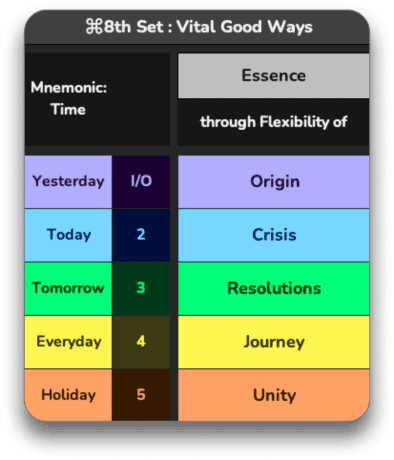 ⌘8th Set : Vital Good Ways
Mnemonic:
Time
Essence
through Flexibility of
Yesterday I/O Origin
Today 2 Crisis
Tomorrow 3 Resolutions
Everyday 4 Journey
Holiday 5 Unity